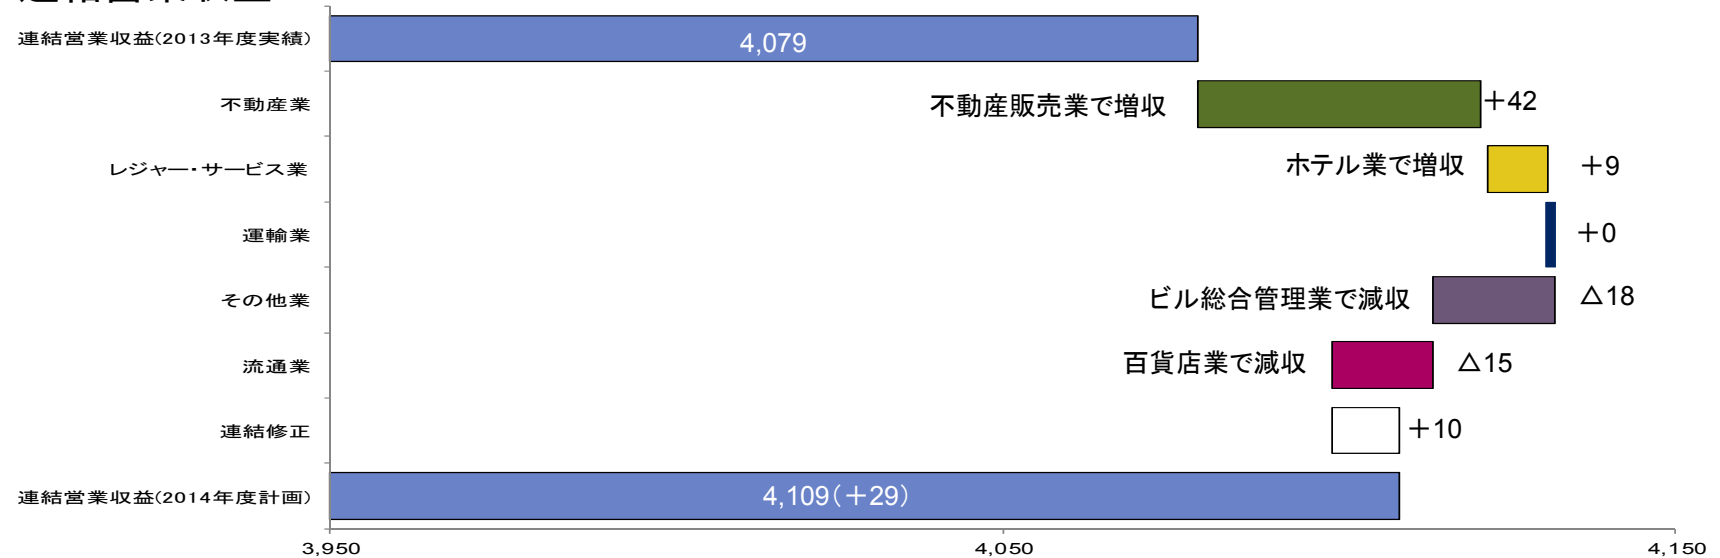 連結営業収益(2013年度実績) 4,079
不動産業 不動産販売業で増収 +42
レジャー・サービス業 ホテル業で増収 +9
運輸業 +0
その他業 ビル総合管理業で減収 △18
流通業 百貨店業で減収 △15
連結修正 +10
連結営業収益(2014年度計画) 4,109(+29)
3,950 4,050 4,150